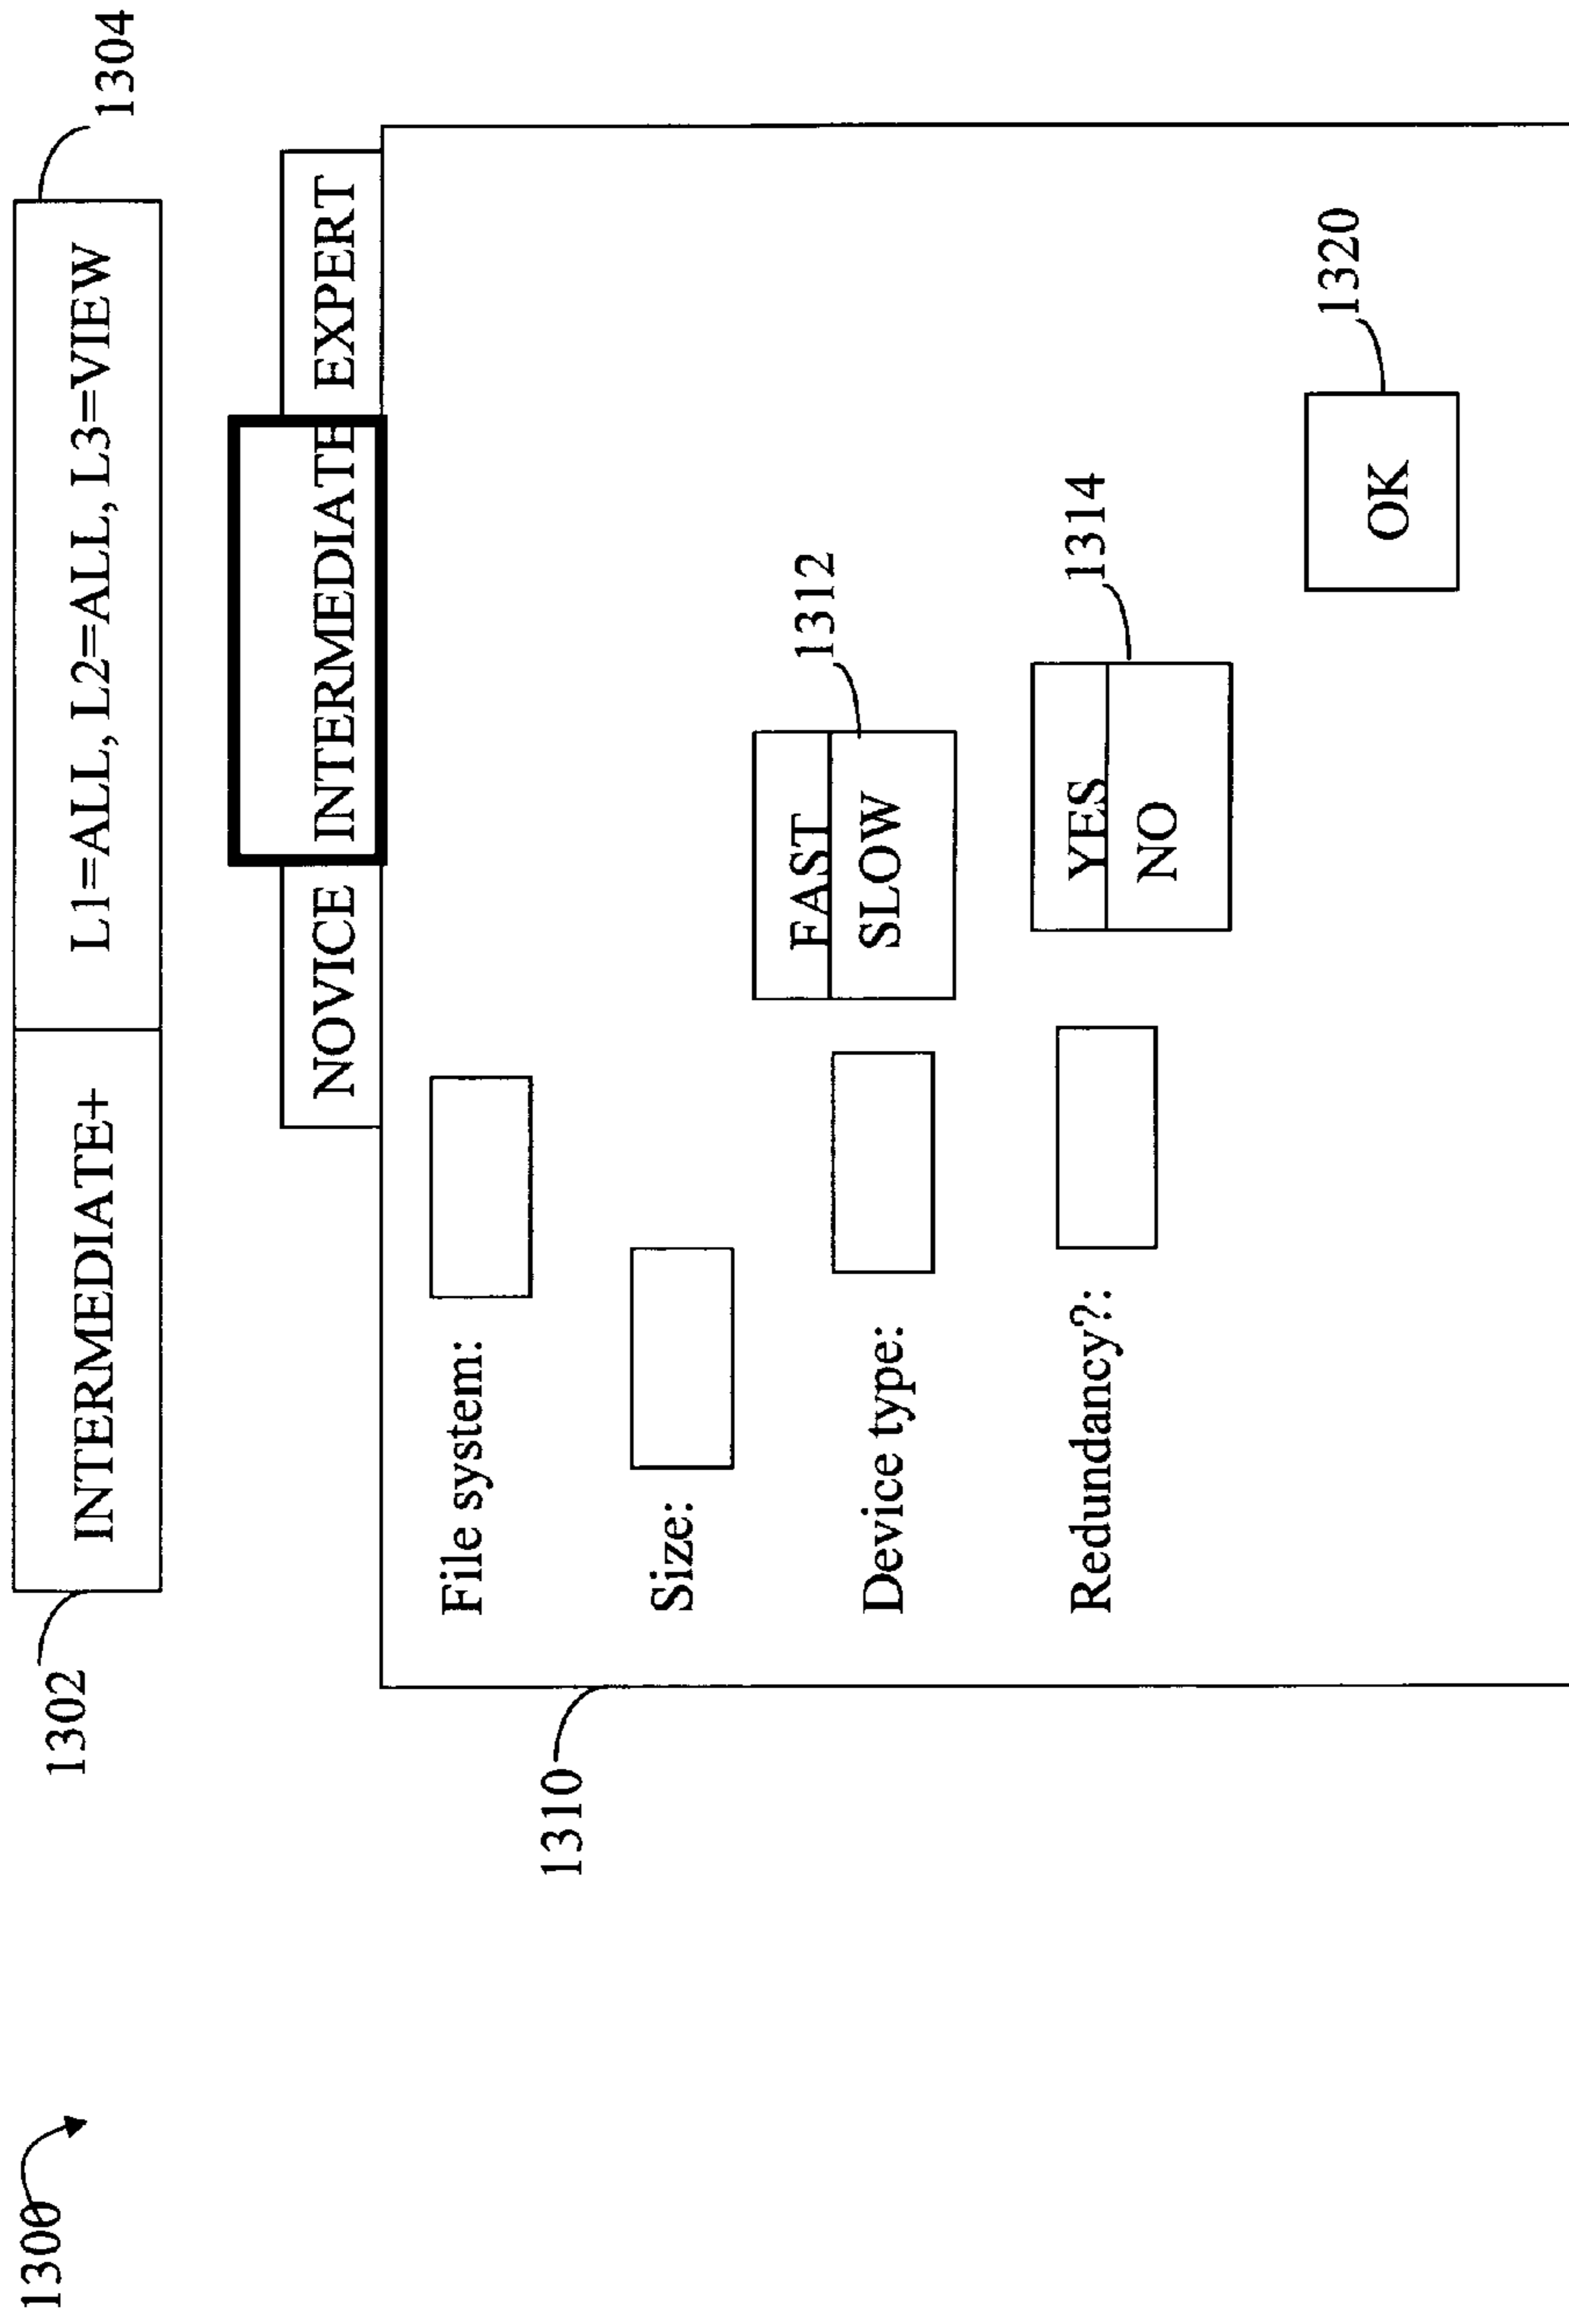 1300
1302
INTERMEDIATE+
L1=ALL, L2=ALL, L3=VIEW
1304
NOVICE
INTERMEDIATE
EXPERT
1310
File system:
Size:
Device type:
FAST
SLOW
1312
Redundancy?:
YES
NO
1314
OK
1320